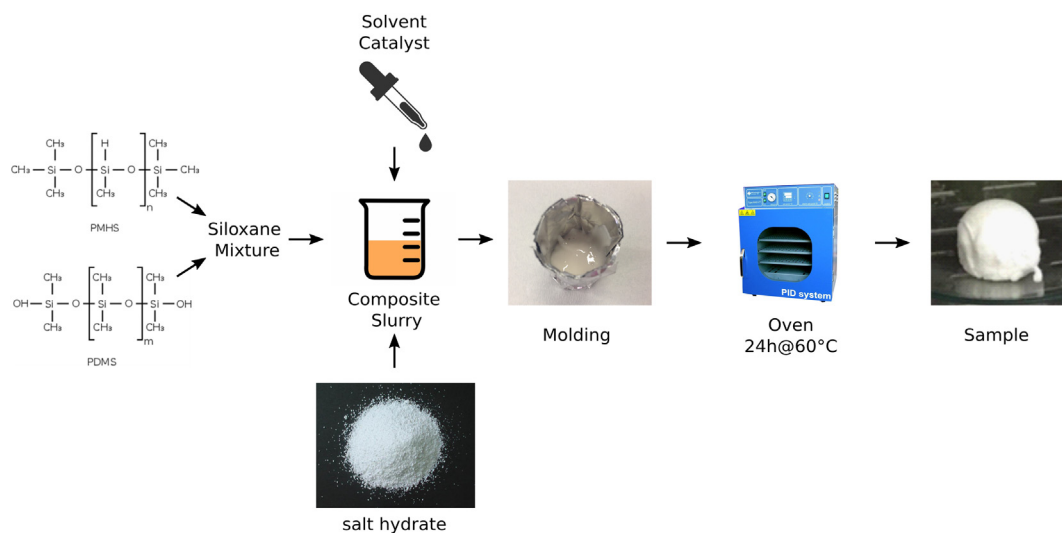 Solvent
Catalyst
CH₃ H CH₃
CH₃ Si O Si O Si CH₃
CH₃ CH₃ CH₃
n
PMHS
Siloxane
Mixture
CH₃ CH₃ CH₃
OH Si O Si O Si OH
CH₃ CH₃ CH₃
m
PDMS
Composite
Slurry
salt hydrate
Molding
PID system
Oven
24h@60°C
Sample